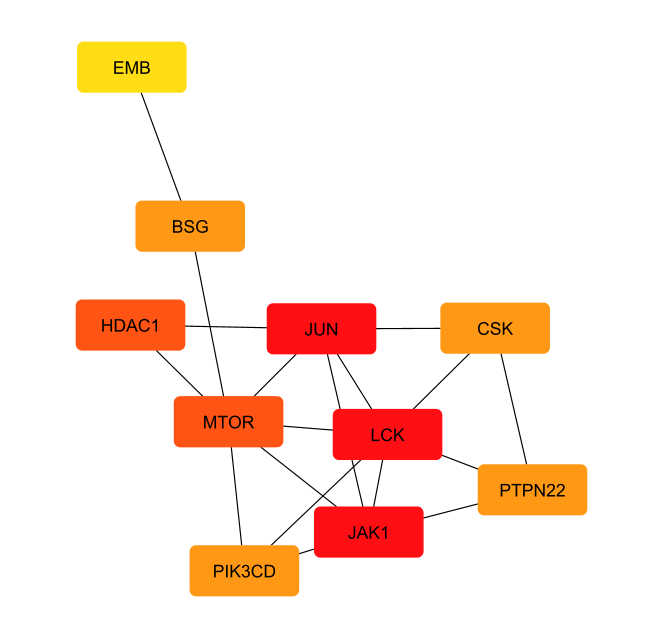 EMB
BSG
HDAC1
JUN
CSK
MTOR
LCK
PTPN22
JAK1
PIK3CD